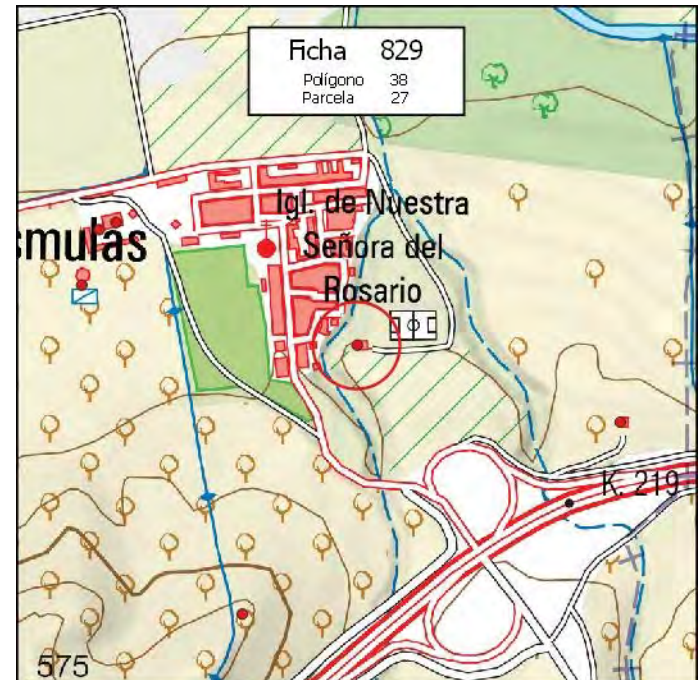 Ficha 829
Polígono 38
Parcela 27
Igl. de Nuestra
smulas
Señora del
Rosario
K. 219
575